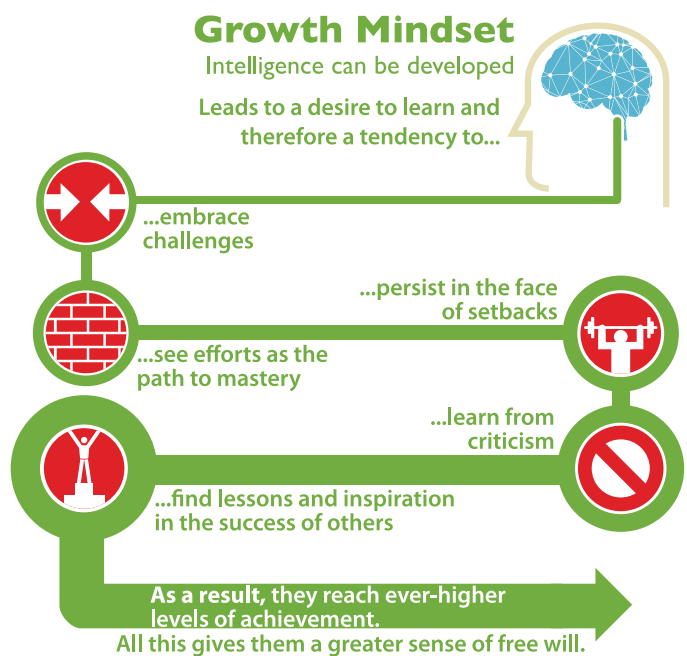 Growth Mindset
Intelligence can be developed
Leads to a desire to learn and
therefore a tendency to...
...embrace
challenges
...persist in the face
of setbacks
...see efforts as the
path to mastery
...learn from
criticism
...find lessons and inspiration
in the success of others
As a result, they reach ever-higher
levels of achievement.
All this gives them a greater sense of free will.